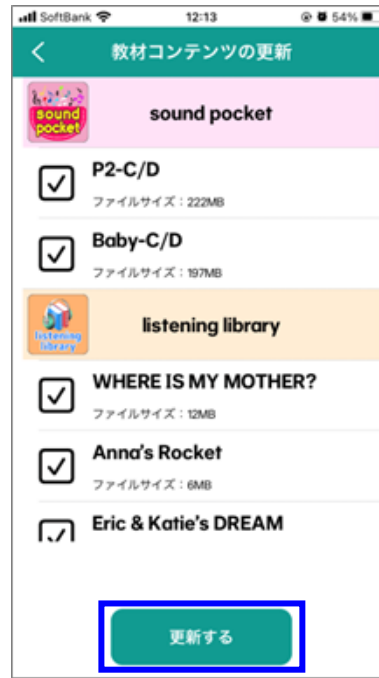 SoftBank 12:13 54%
教材コンテンツの更新
sound pocket
sound pocket
P2-C/D
ファイルサイズ：222MB
Baby-C/D
ファイルサイズ：197MB
listening library
listening library
WHERE IS MY MOTHER?
ファイルサイズ：12MB
Anna's Rocket
ファイルサイズ：6MB
Eric & Katie's DREAM
更新する